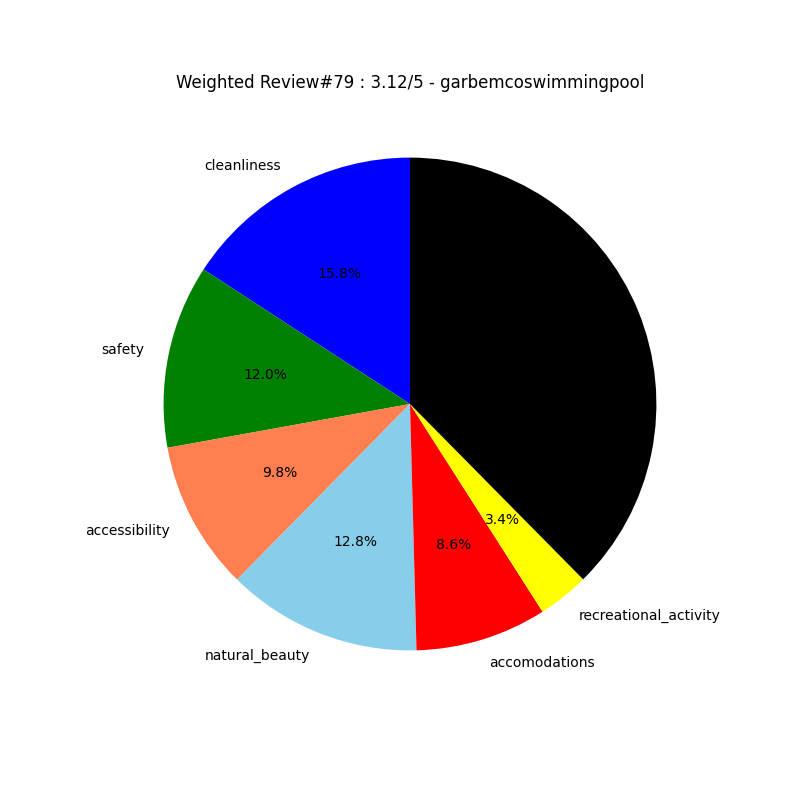 Weighted Review#79 : 3.12/5 - garbemcoswimmingpool
cleanliness
15.8%
safety
12.0%
9.8%
accessibility
12.8%
8.6%
3.4%
natural_beauty
accomodations
recreational_activity